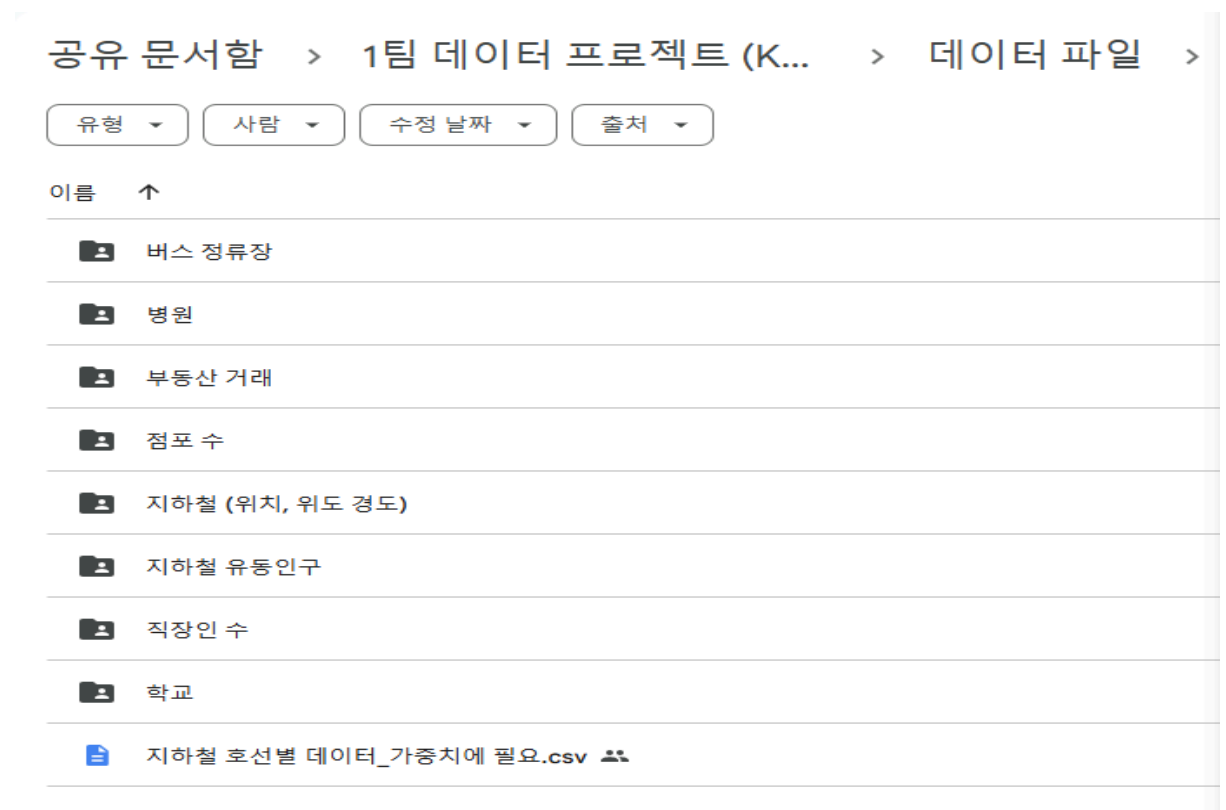 공유 문서함 > 1팀 데이터 프로젝트 (K... > 데이터 파일 >
유형 사람 수정 날짜 출처
이름 ↑
버스 정류장
병원
부동산 거래
점포 수
지하철 (위치, 위도 경도)
지하철 유동인구
직장인 수
학교
지하철 호선별 데이터_가중치에 필요.csv